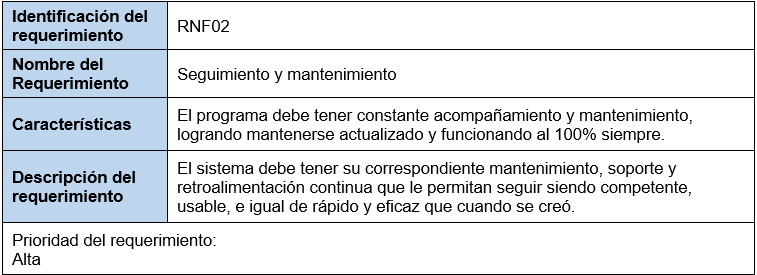 Identificación del
requerimiento
RNF02
Nombre del
Requerimiento
Seguimiento y mantenimiento
Características
El programa debe tener constante acompañamiento y mantenimiento,
logrando mantenerse actualizado y funcionando al 100% siempre.
Descripción del
requerimiento
El sistema debe tener su correspondiente mantenimiento, soporte y
retroalimentación continua que le permitan seguir siendo competente,
usable, e igual de rápido y eficaz que cuando se creó.
Prioridad del requerimiento:
Alta